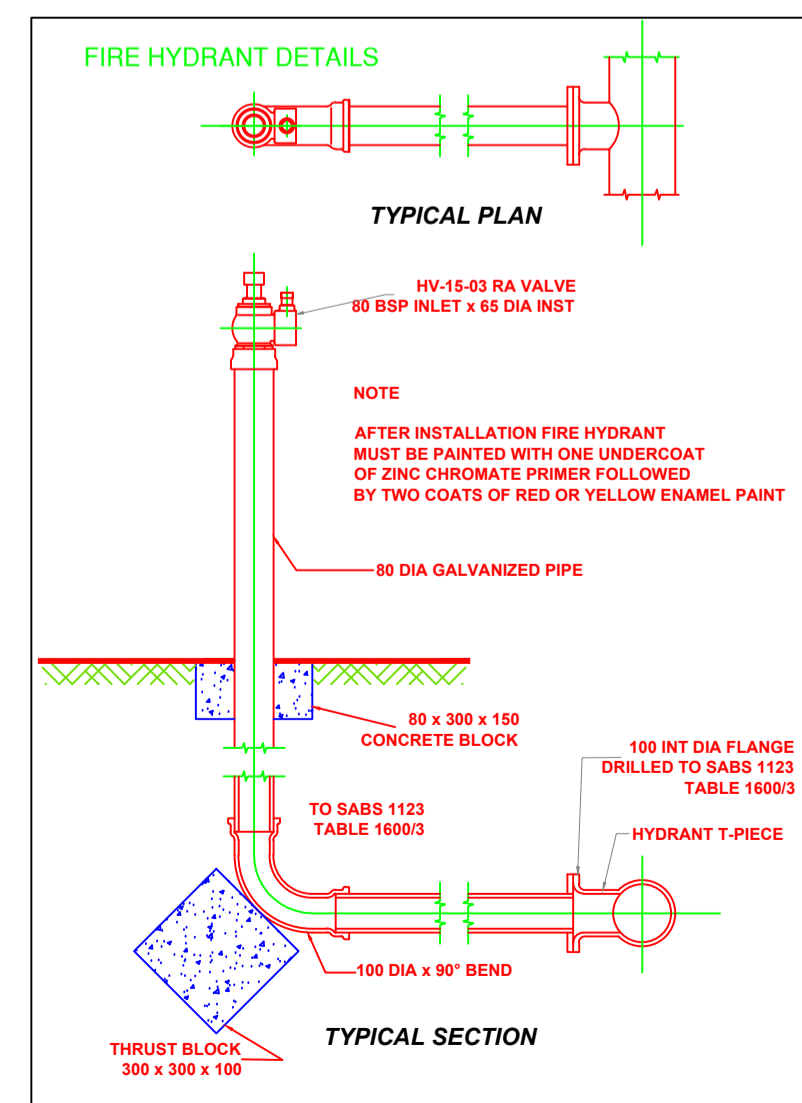 FIRE HYDRANT DETAILS
TYPICAL PLAN
HV-15-03 RA VALVE
80 BSP INLET x 65 DIA INST
NOTE
AFTER INSTALLATION FIRE HYDRANT
MUST BE PAINTED WITH ONE UNDERCOAT
OF ZINC CHROMATE PRIMER FOLLOWED
BY TWO COATS OF RED OR YELLOW ENAMEL PAINT
80 DIA GALVANIZED PIPE
80 x 300 x 150
CONCRETE BLOCK
100 INT DIA FLANGE
DRILLED TO SABS 1123
TABLE 1600/3
TO SABS 1123
TABLE 1600/3
HYDRANT T-PIECE
100 DIA x 90° BEND
TYPICAL SECTION
THRUST BLOCK
300 x 300 x 100